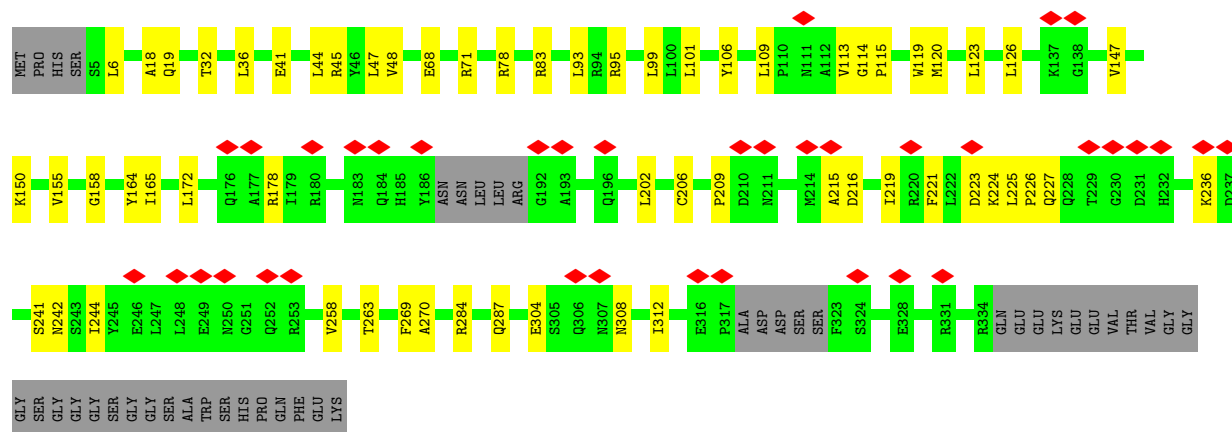 MET PRO HIS SER S5 L6 A18 Q19 T32 L36 E41 L44 R45 Y46 L47 V48 E68 R71 R78 R83 L93 R94 R95 L99 L100 L101 Y106 L109 P110 N111 A112 V113 G114 P115 W119 M120 L123 L126 K137 G138 V147
K150 V155 G158 Y164 I165 L172 Q176 A177 R178 I179 R180 N183 Q184 H185 Y186 ASN ASN LEU LEU ARG G192 A193 Q196 L202 C206 P209 D210 N211 M214 A215 D216 I219 R220 F221 L222 D223 K224 L225 P226 Q227 Q228 T229 G230 D231 H232 K236 D237
S241 N242 S243 I244 Y245 E246 L247 L248 E249 N250 G251 Q252 R253 V258 T263 F269 A270 R284 Q287 E304 S305 Q306 N307 N308 I312 E316 P317 ALA ASP ASP SER SER F323 S324 E328 R331 R334 GLN GLU GLU LYS GLU GLU VAL THR VAL GLY GLY
GLY SER GLY GLY GLY SER GLY GLY SER ALA TRP SER HIS PRO GLN PHE GLU LYS